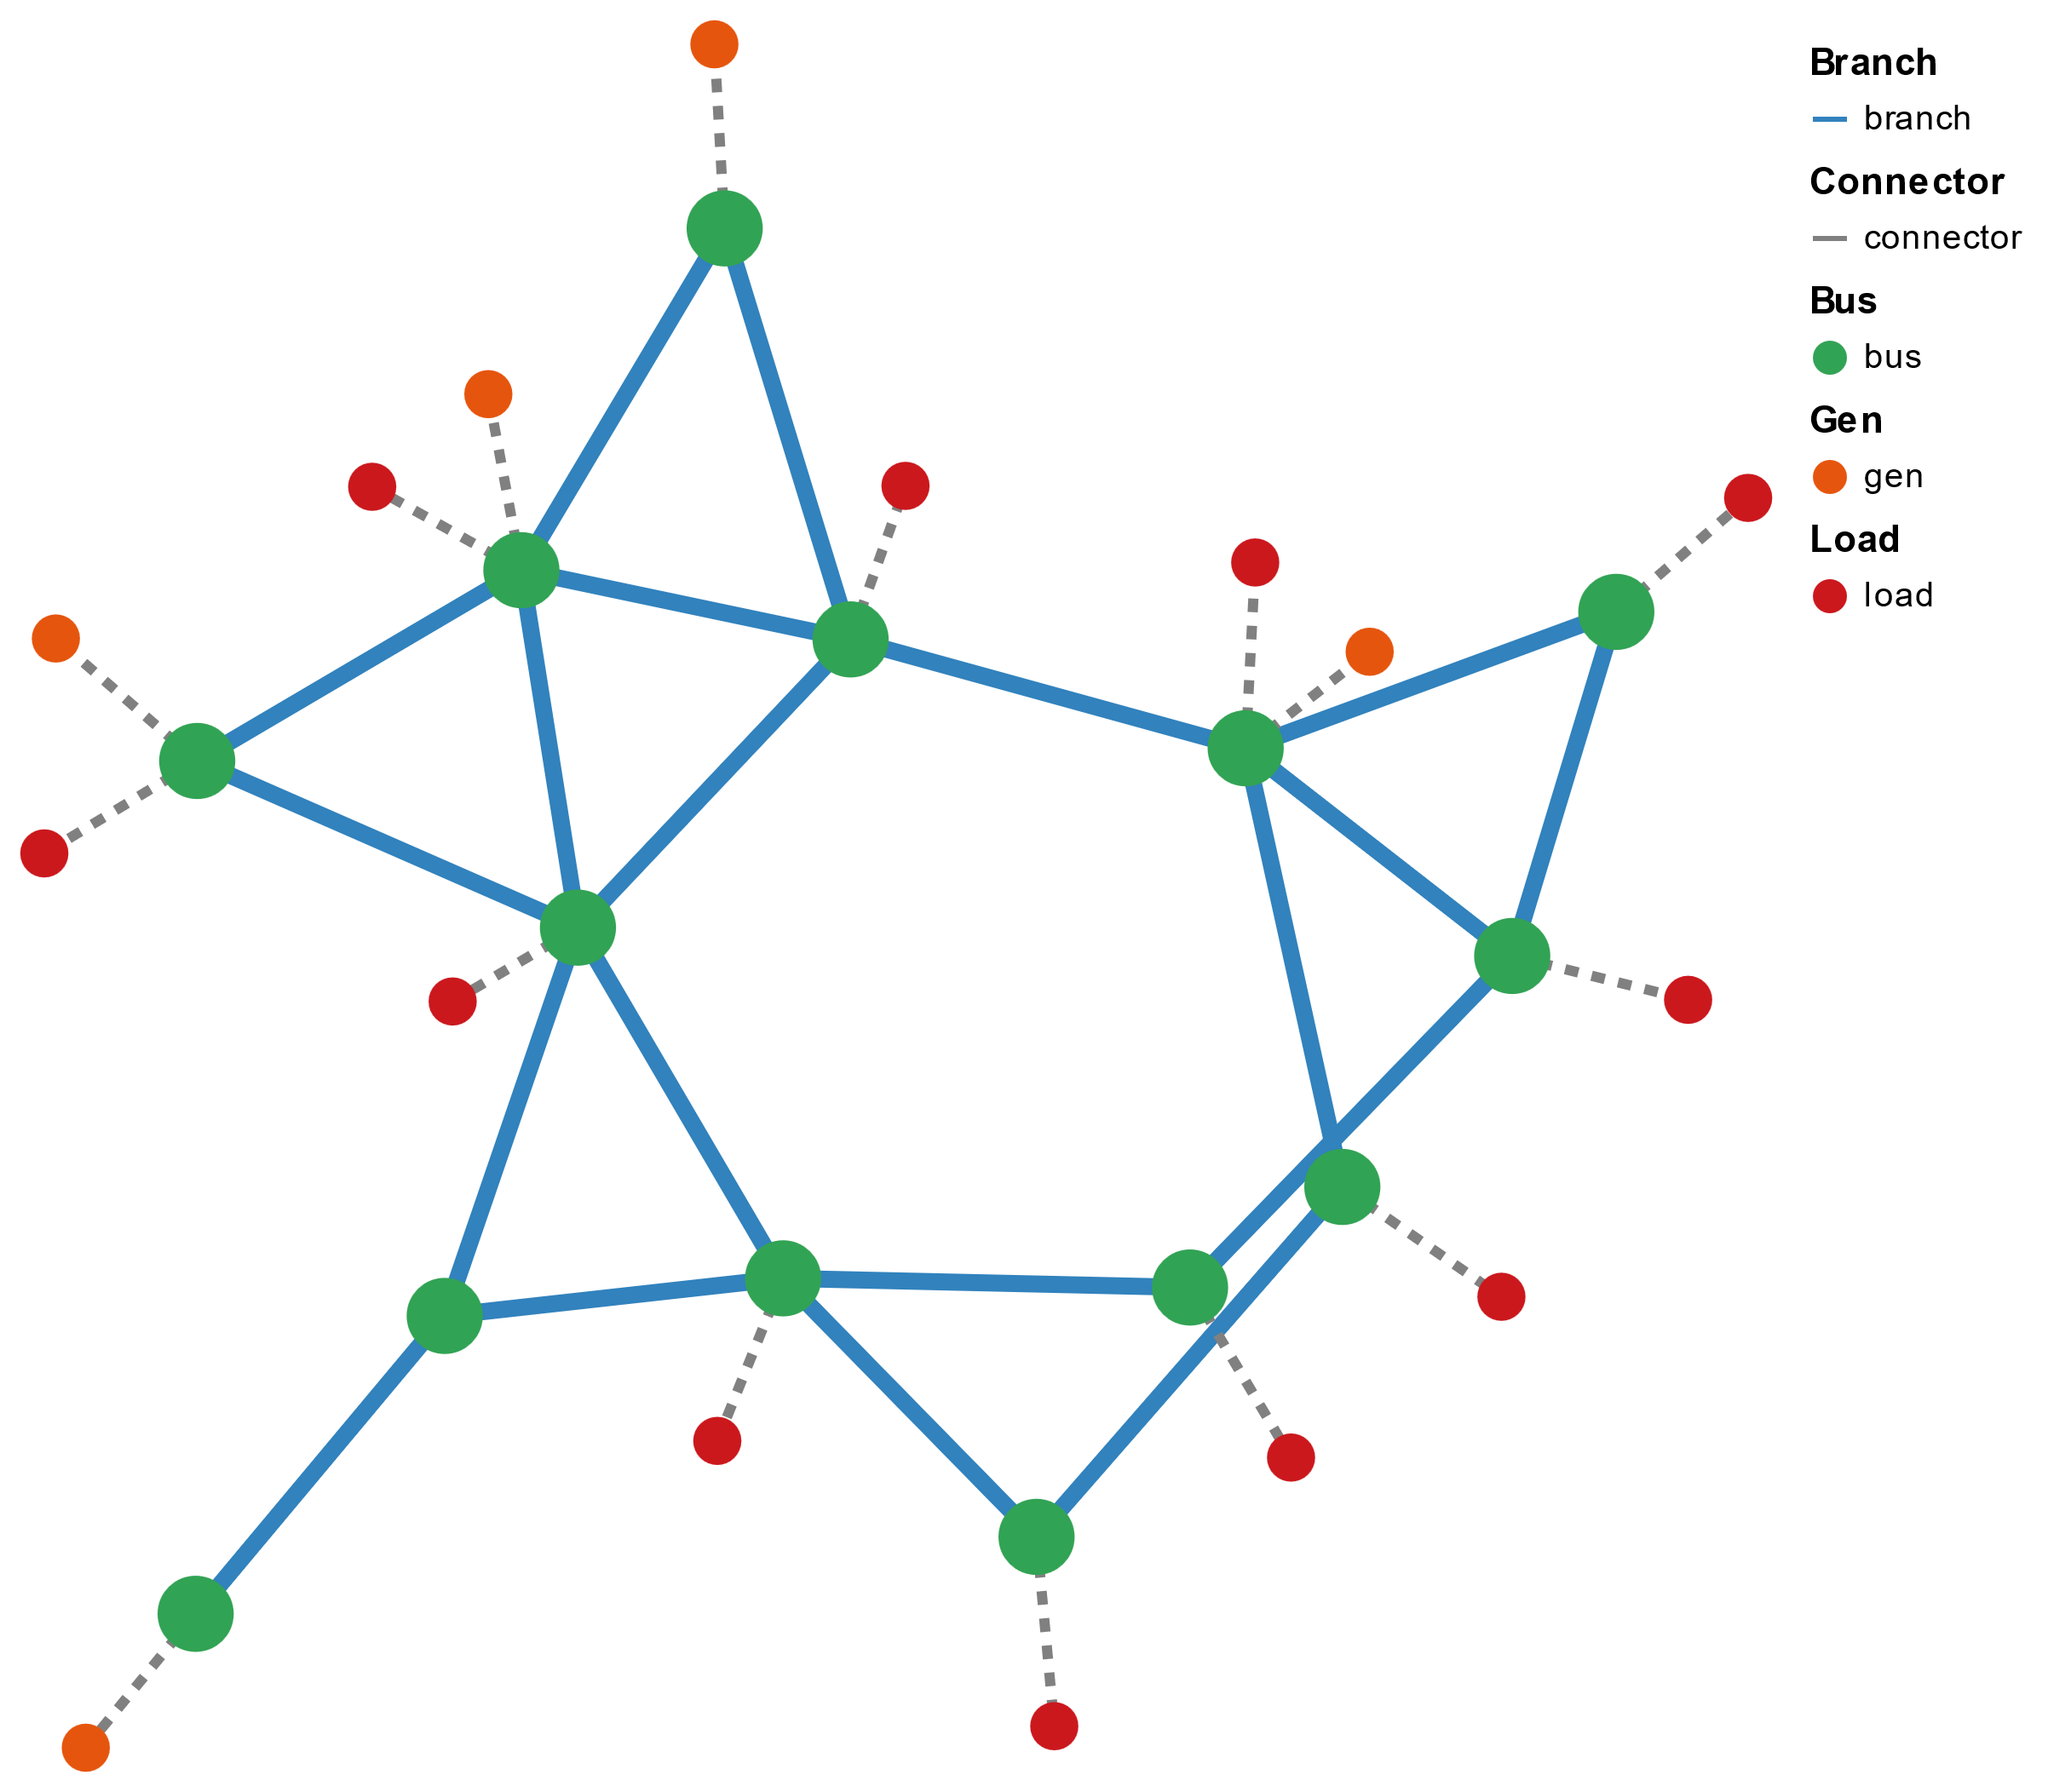 Branch
branch
Connector
connector
Bus
bus
Gen
gen
Load
load